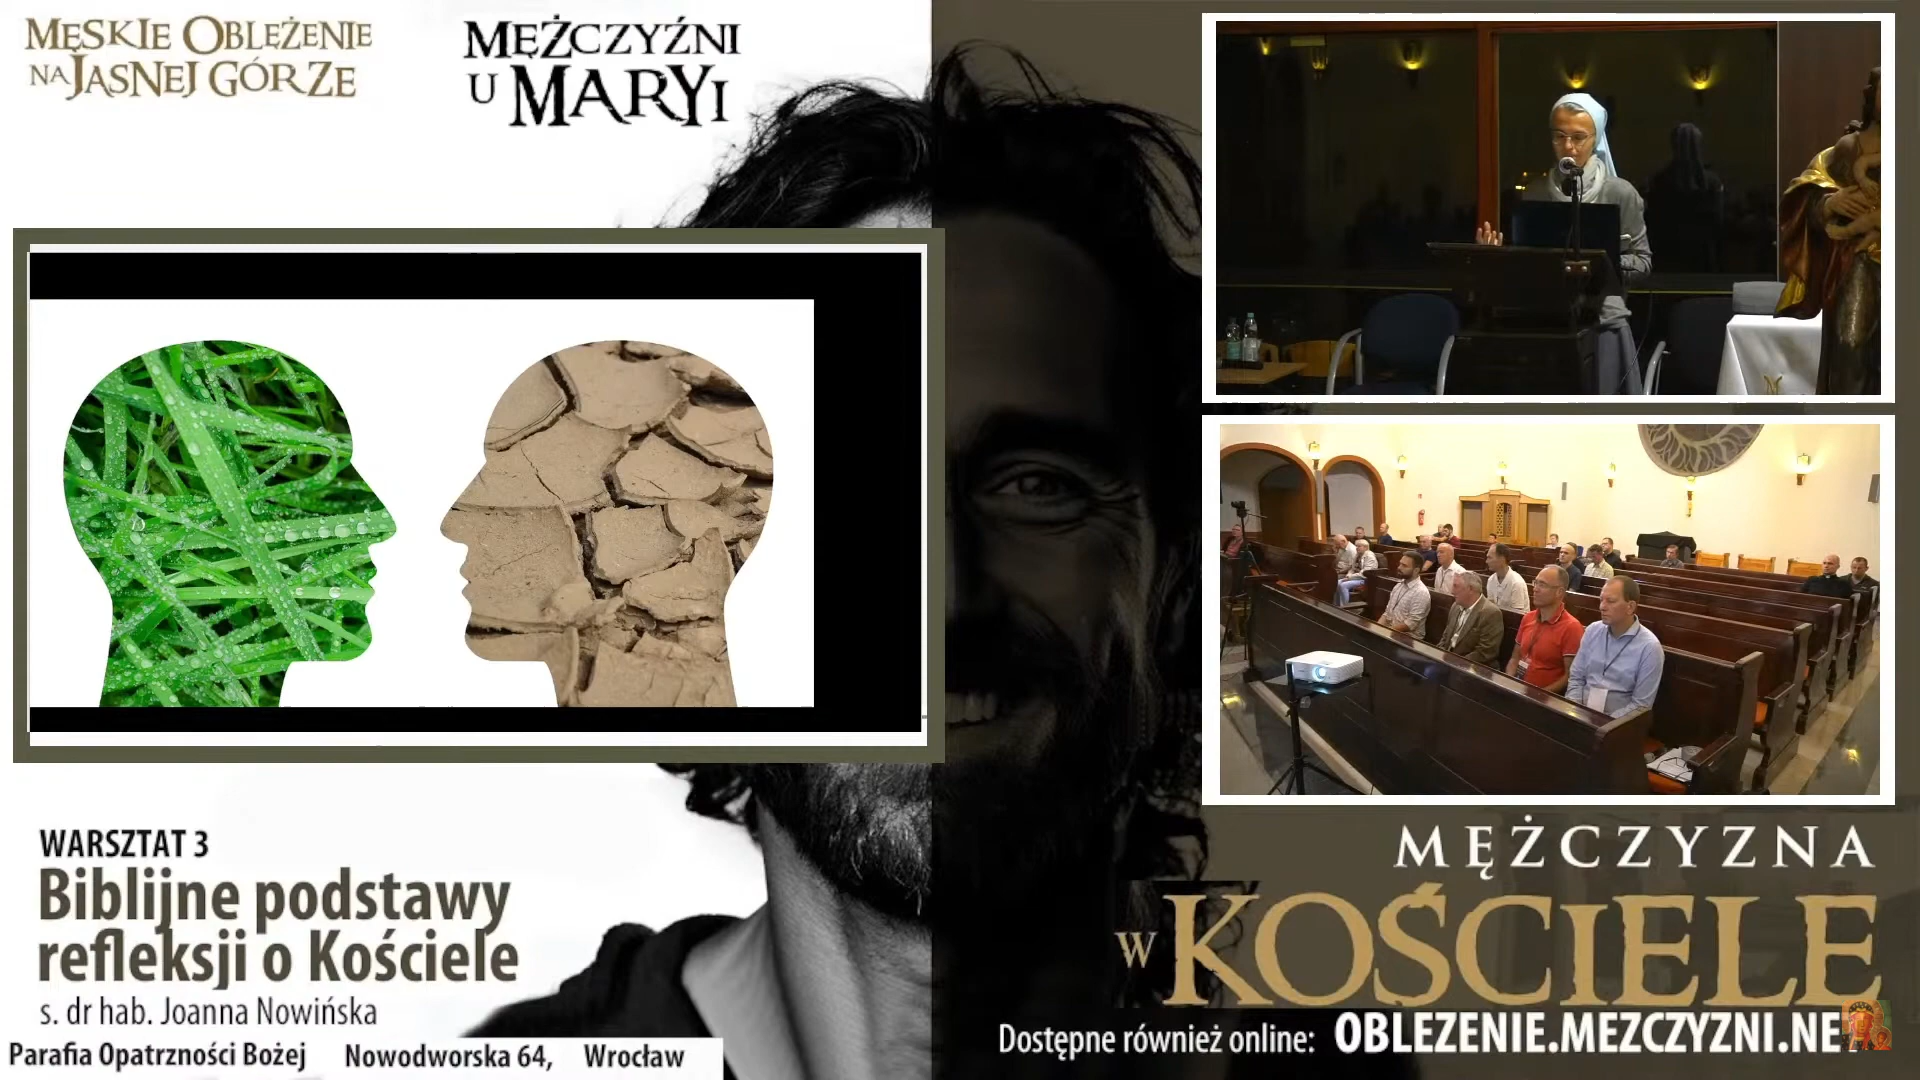 MĘSKIE OBLĘŻENIE
NA JASNEJ GÓRZE
MĘŻCZYŹNI
U MARYI
WARSZTAT 3
Biblijne podstawy
refleksji o Kościele
s. dr hab. Joanna Nowińska
Parafia Opatrzności Bożej Nowodworska 64, Wrocław
MĘŻCZYZNA
W KOŚCIELE
Dostępne również online: OBLEZENIE.MEZCZYZNI.NE